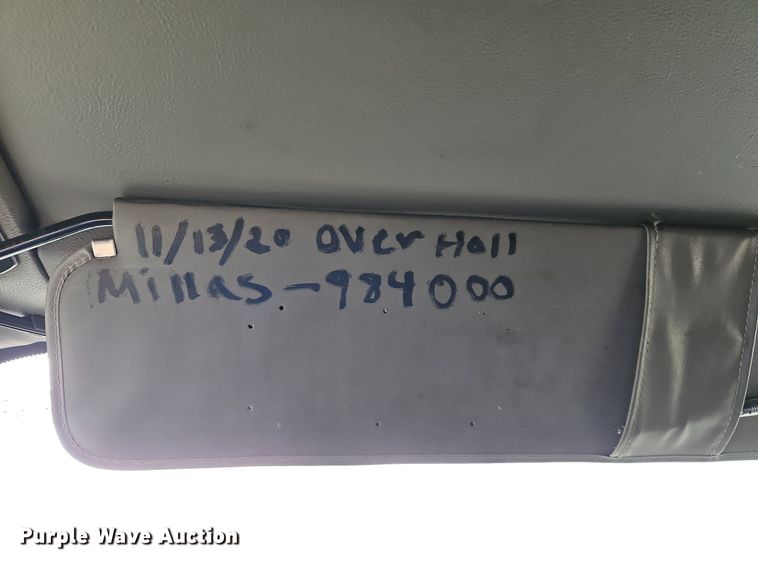 11/13/20 Over Hall
Millas - 984000
Purple Wave Auction